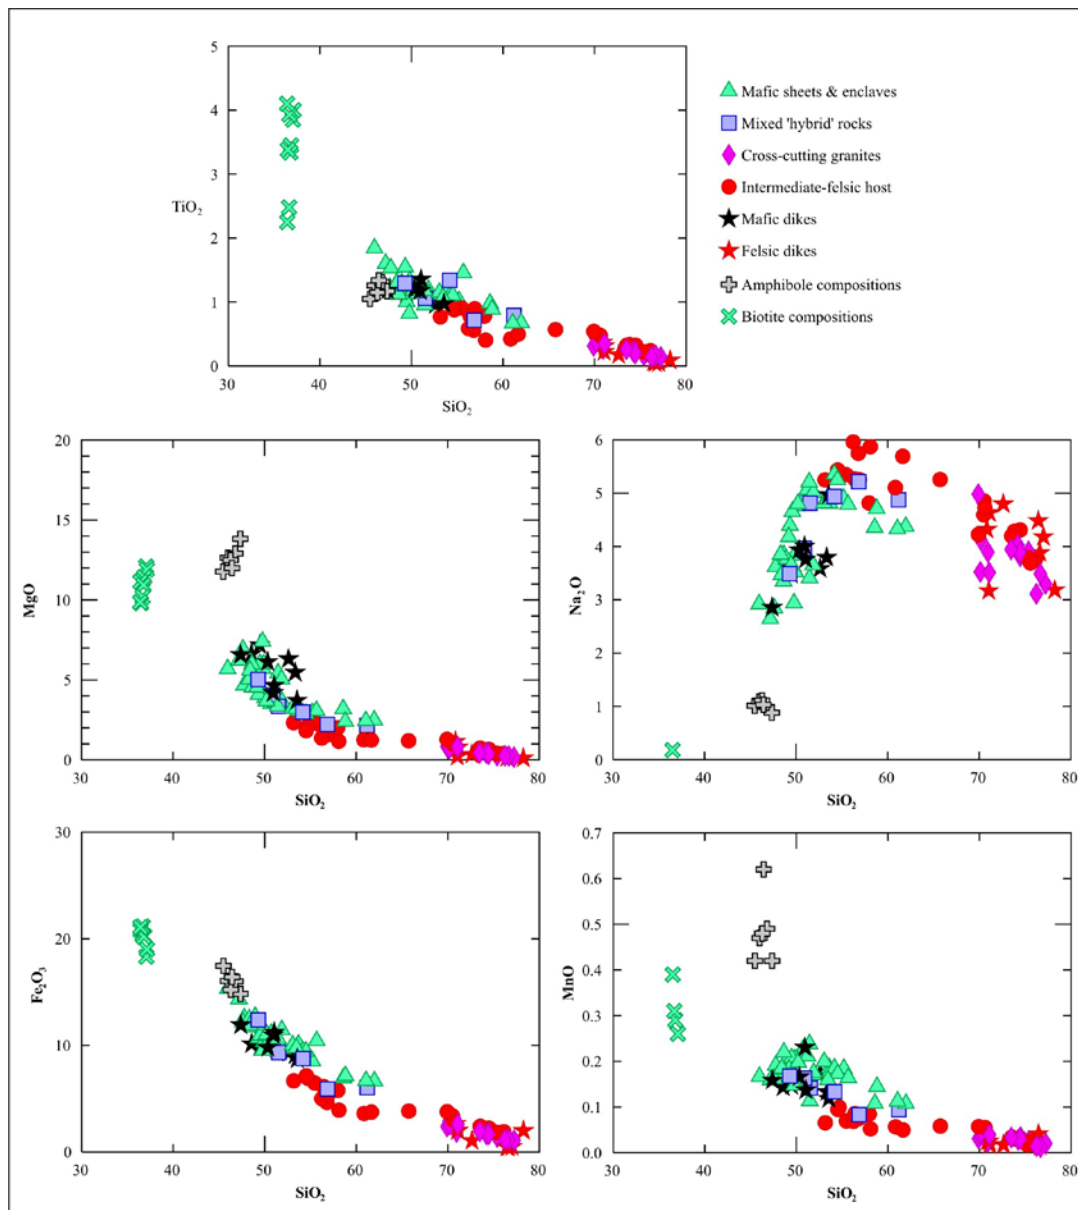 5
4
3
2
1
0
TiO2
30 40 50 60 70 80
SiO2
Mafic sheets & enclaves
Mixed 'hybrid' rocks
Cross-cutting granites
Intermediate-felsic host
Mafic dikes
Felsic dikes
Amphibole compositions
Biotite compositions
20
15
10
5
0
MgO
30 40 50 60 70 80
SiO2
6
5
4
3
2
1
0
Na2O
30 40 50 60 70 80
SiO2
30
20
10
0
Fe2O3
30 40 50 60 70 80
SiO2
0.7
0.6
0.5
0.4
0.3
0.2
0.1
0.0
MnO
30 40 50 60 70 80
SiO2